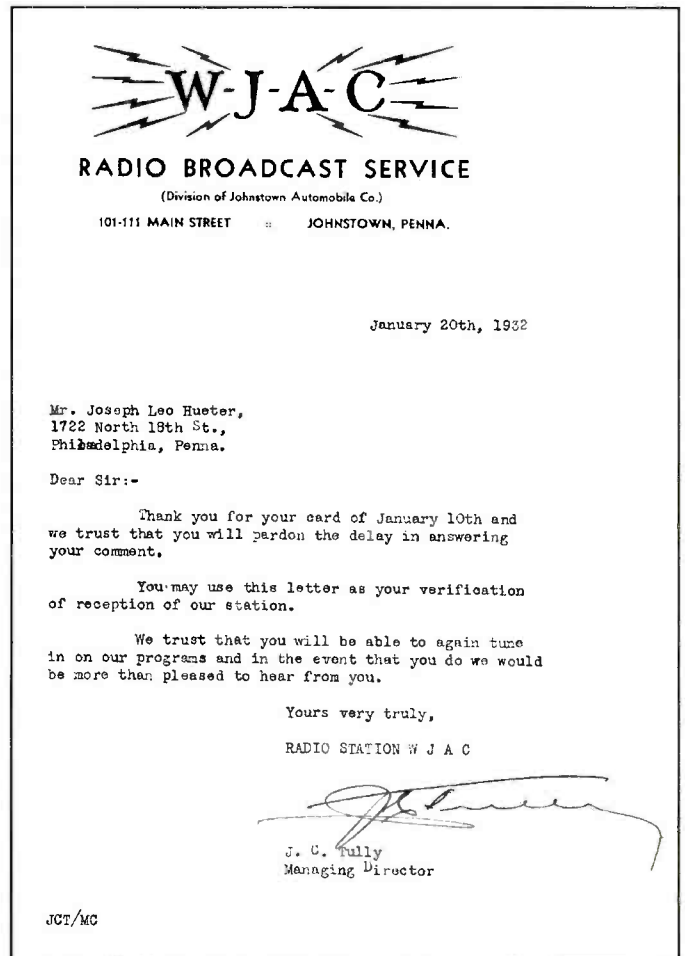 W-J-A-C
RADIO BROADCAST SERVICE
(Division of Johnstown Automobile Co.)
101-111 MAIN STREET :: JOHNSTOWN, PENNA.
January 20th, 1932
Mr. Joseph Leo Hueter,
1722 North 18th St.,
Philadelphia, Penna.
Dear Sir:-
Thank you for your card of January 10th and
we trust that you will pardon the delay in answering
your comment.
You may use this letter as your verification
of reception of our station.
We trust that you will be able to again tune
in on our programs and in the event that you do we would
be more than pleased to hear from you.
Yours very truly,
RADIO STATION W J A C
JCTully
J. C. Tully
Managing Director
JCT/MC